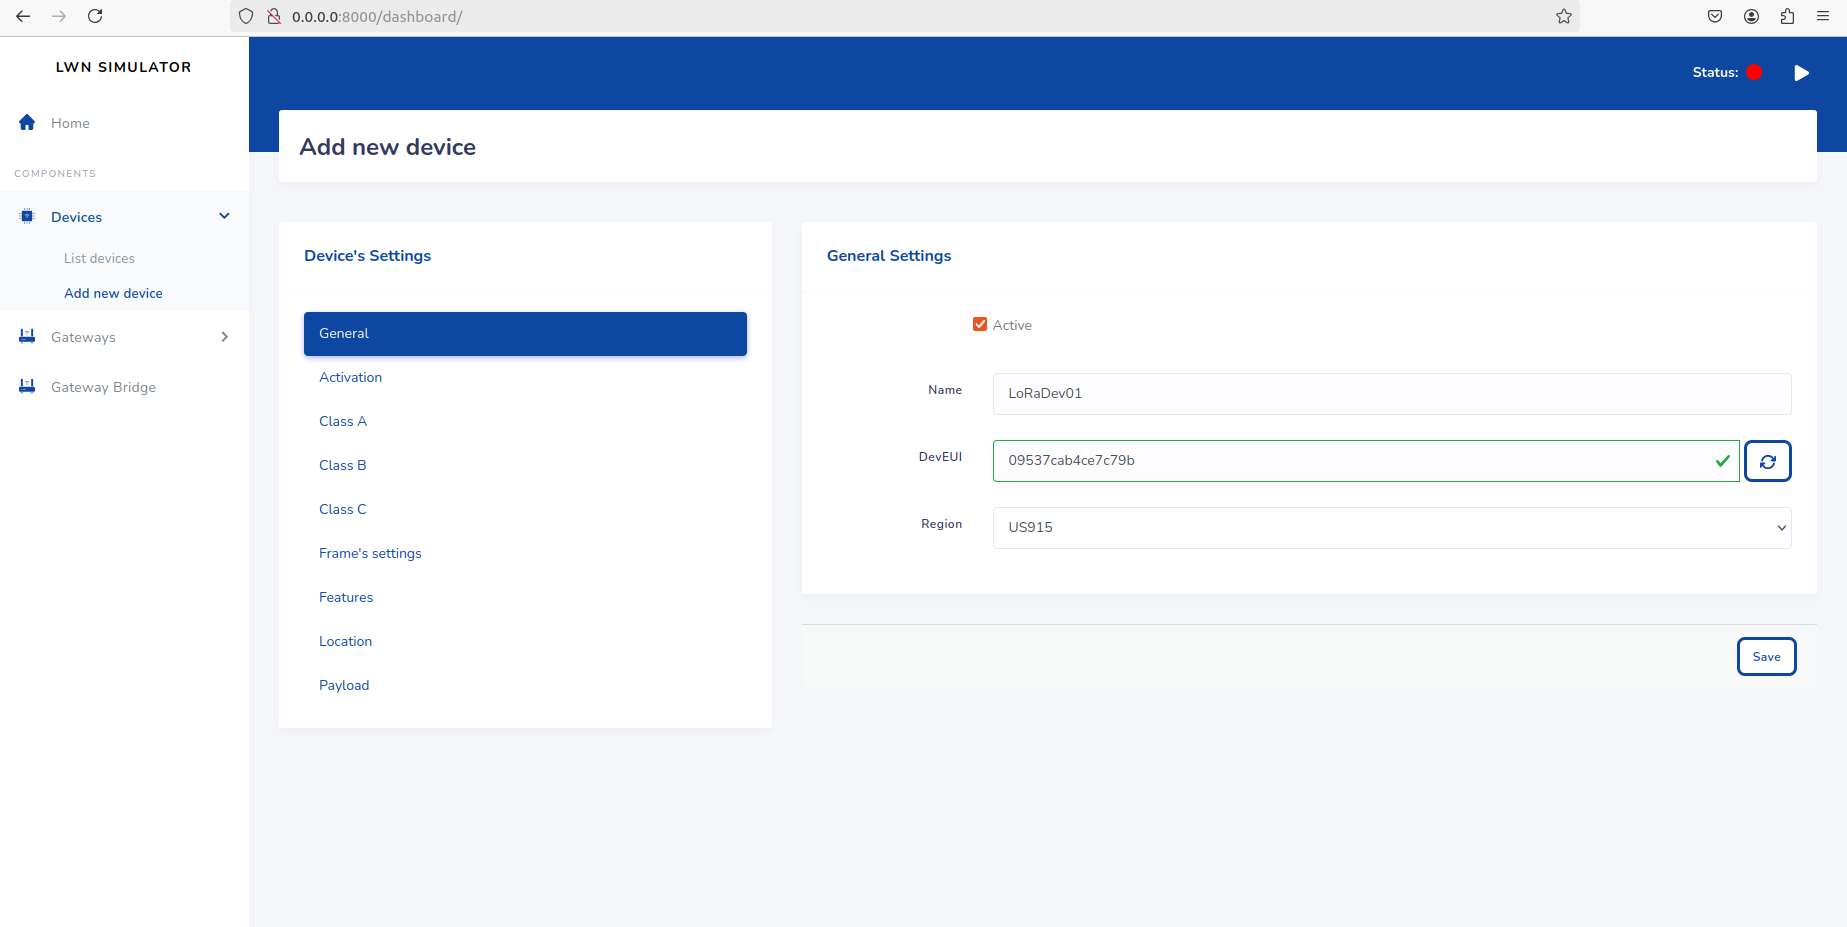 0.0.0.0:8000/dashboard/
LWN SIMULATOR
Status:
Home
Add new device
COMPONENTS
Devices
List devices
Add new device
Gateways
Gateway Bridge
Device's Settings
General
Activation
Class A
Class B
Class C
Frame's settings
Features
Location
Payload
General Settings
Active
Name
LoRaDev01
DevEUI
09537cab4ce7c79b
Region
US915
Save